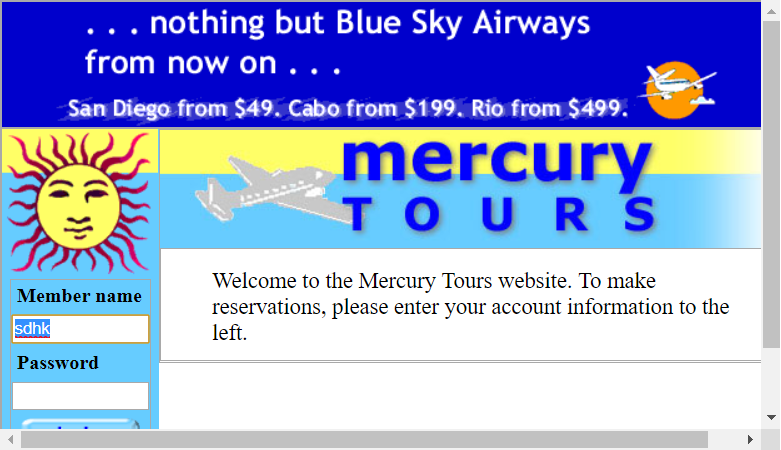 . . . nothing but Blue Sky Airways
from now on . . .
San Diego from $49. Cabo from $199. Rio from $499.
mercury
TOURS
Welcome to the Mercury Tours website. To make
reservations, please enter your account information to the
left.
Member name
sdhk
Password